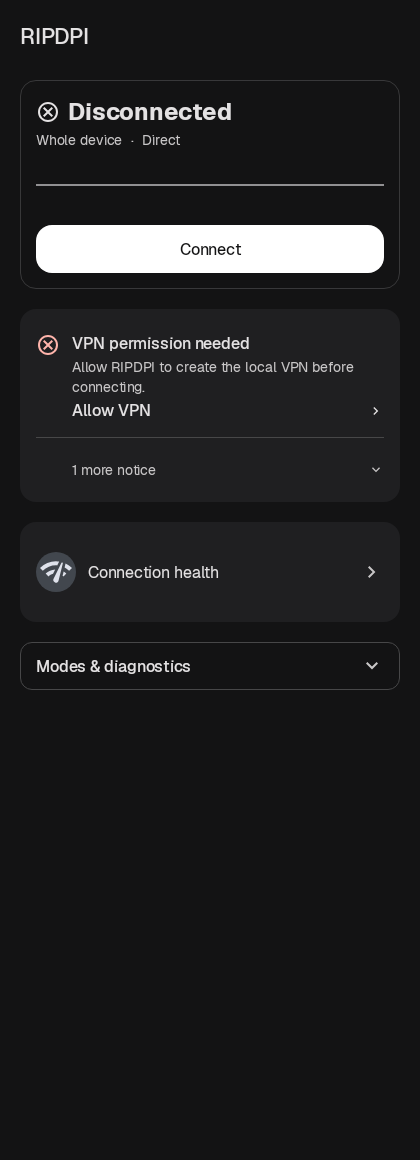 RIPDPI
Disconnected
Whole device · Direct
Connect
VPN permission needed
Allow RIPDPI to create the local VPN before
connecting.
Allow VPN
1 more notice
Connection health
Modes & diagnostics